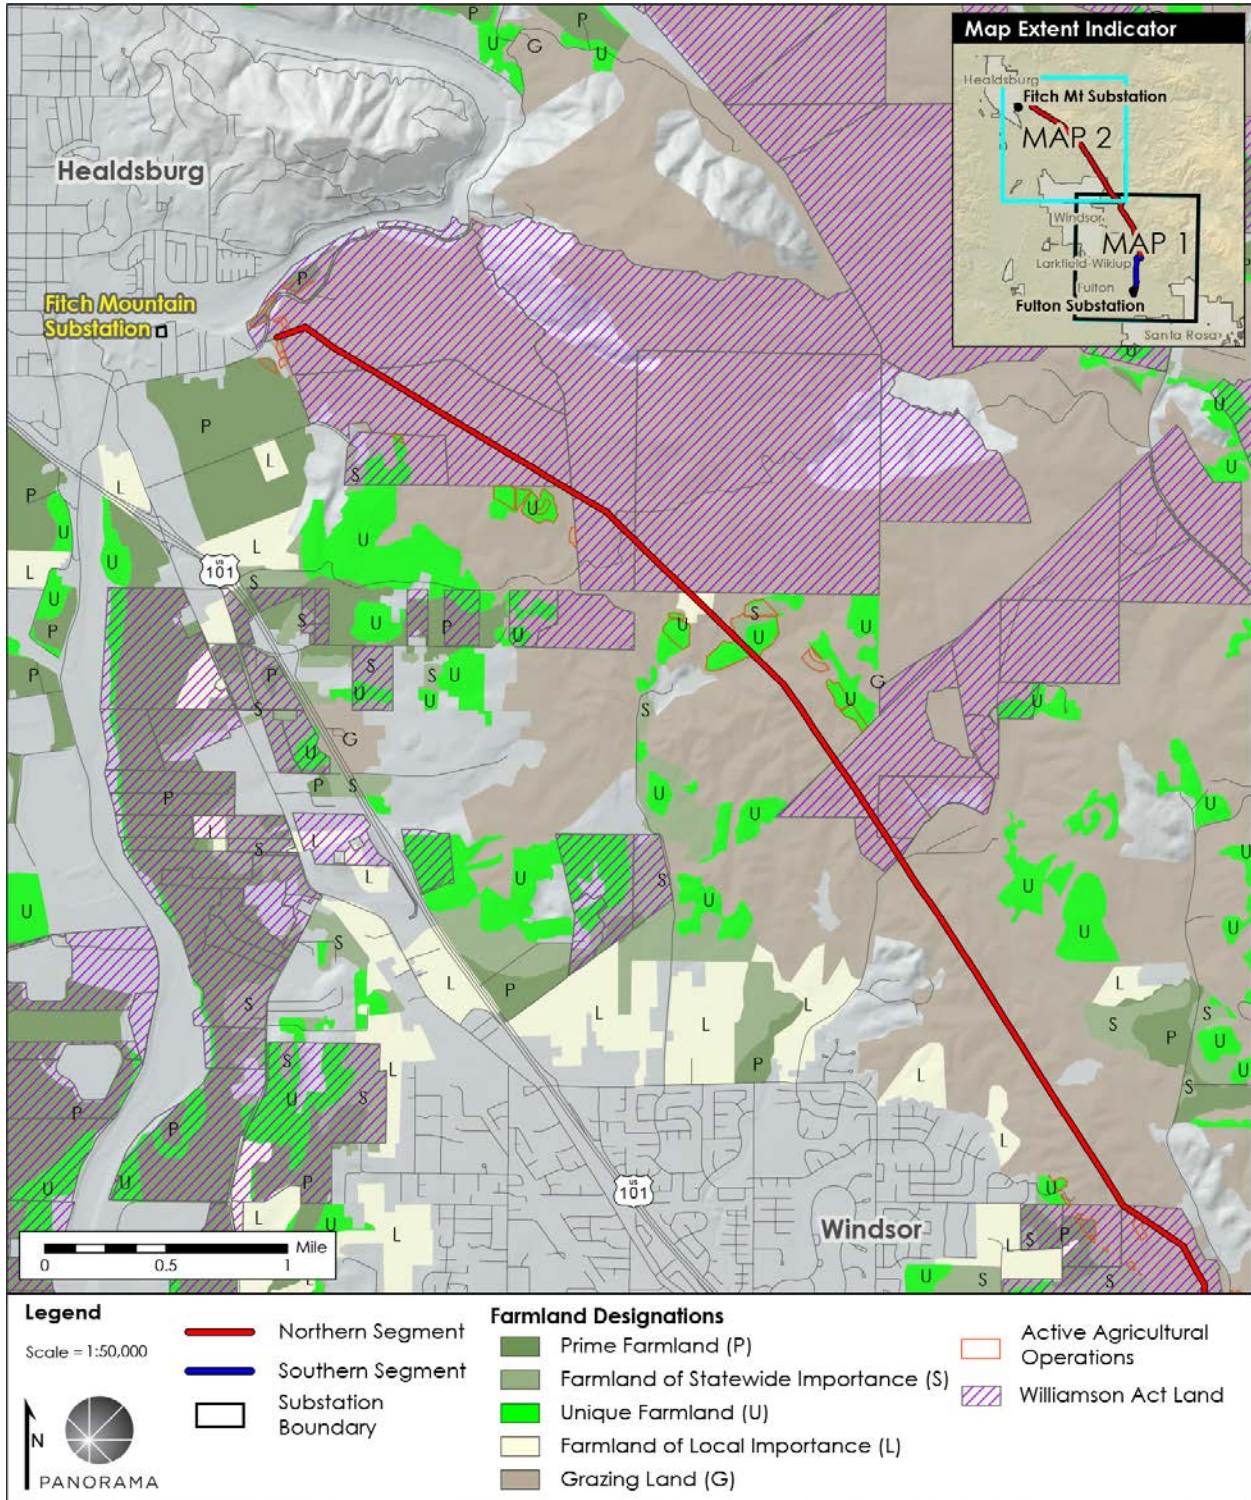 Map Extent Indicator
Healdsburg
Fitch Mt Substation
MAP 2
Windsor
MAP 1
Larkfield-Wikiup
Fulton
Fulton Substation
Santa Rosa
P
P
U
G
U
Healdsburg
P
Fitch Mountain
Substation
U
U
P
L
S
U
P
L
U
U
L
U
L
US
101
S
U
S
U
U
S
P
U
U
U
P
U
P
S
S
U
U
S
U
S
G
P
S
U
U
U
G
P
S
U
U
P
U
L
L
S
U
S
U
U
U
U
U
U
S
L
P
L
L
L
S
S
P
U
S
L
P
U
L
S
U
S
L
S
U
P
P
L
U
U
P
U
US
101
L
U
L
Windsor
L
S
P
U
S
S
0
0.5
1
Mile
Legend
Scale = 1:50,000
N
PANORAMA
Northern Segment
Southern Segment
Substation
Boundary
Farmland Designations
Prime Farmland (P)
Farmland of Statewide Importance (S)
Unique Farmland (U)
Farmland of Local Importance (L)
Grazing Land (G)
Active Agricultural
Operations
Williamson Act Land